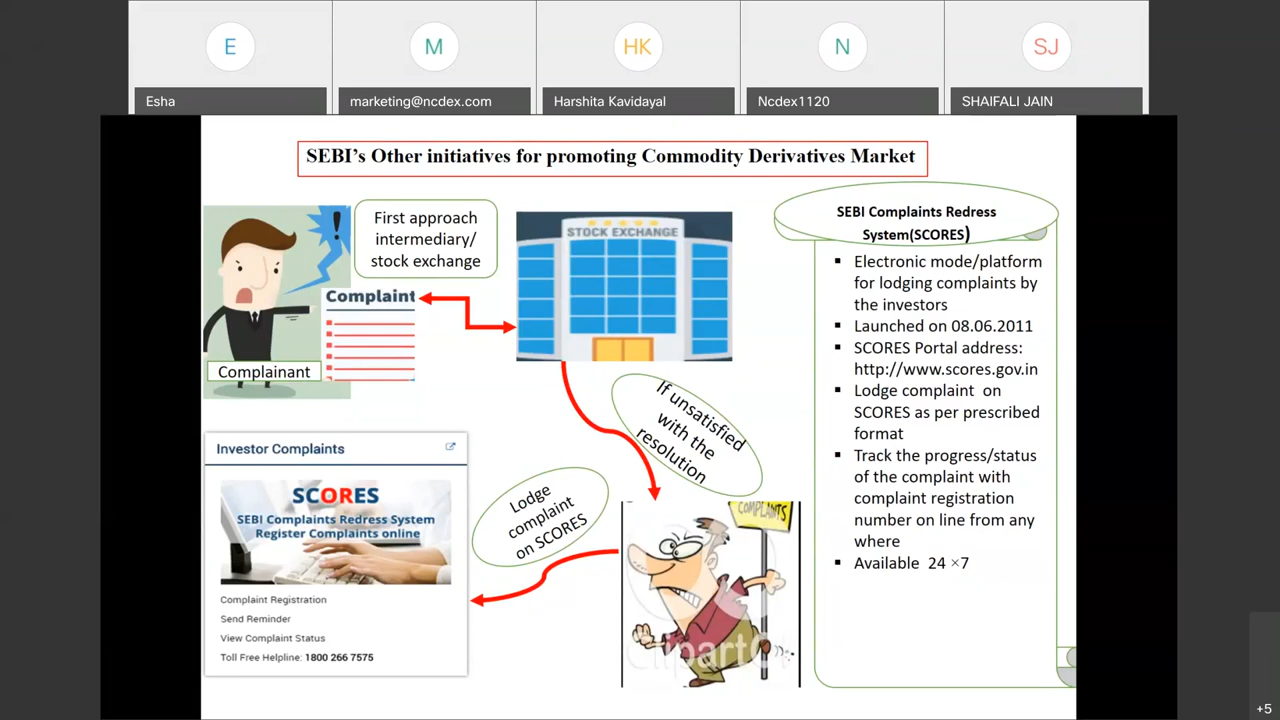 E
M
HK
N
SJ
Esha
marketing@ncdex.com
Harshita Kavidayal
Ncdex1120
SHAIFALI JAIN
SEBI's Other initiatives for promoting Commodity Derivatives Market
!
First approach
intermediary/
stock exchange
Complaint
Complainant
STOCK EXCHANGE
If unsatisfied
with the
resolution
Lodge
complaint
on SCORES
COMPLAINTS
Investor Complaints
SCORES
SEBI Complaints Redress System
Register Complaints online
Complaint Registration
Send Reminder
View Complaint Status
Toll Free Helpline: 1800 266 7575
SEBI Complaints Redress
System(SCORES)
▪ Electronic mode/platform
for lodging complaints by
the investors
▪ Launched on 08.06.2011
▪ SCORES Portal address:
http://www.scores.gov.in
▪ Lodge complaint on
SCORES as per prescribed
format
▪ Track the progress/status
of the complaint with
complaint registration
number on line from any
where
▪ Available 24 ×7
+5